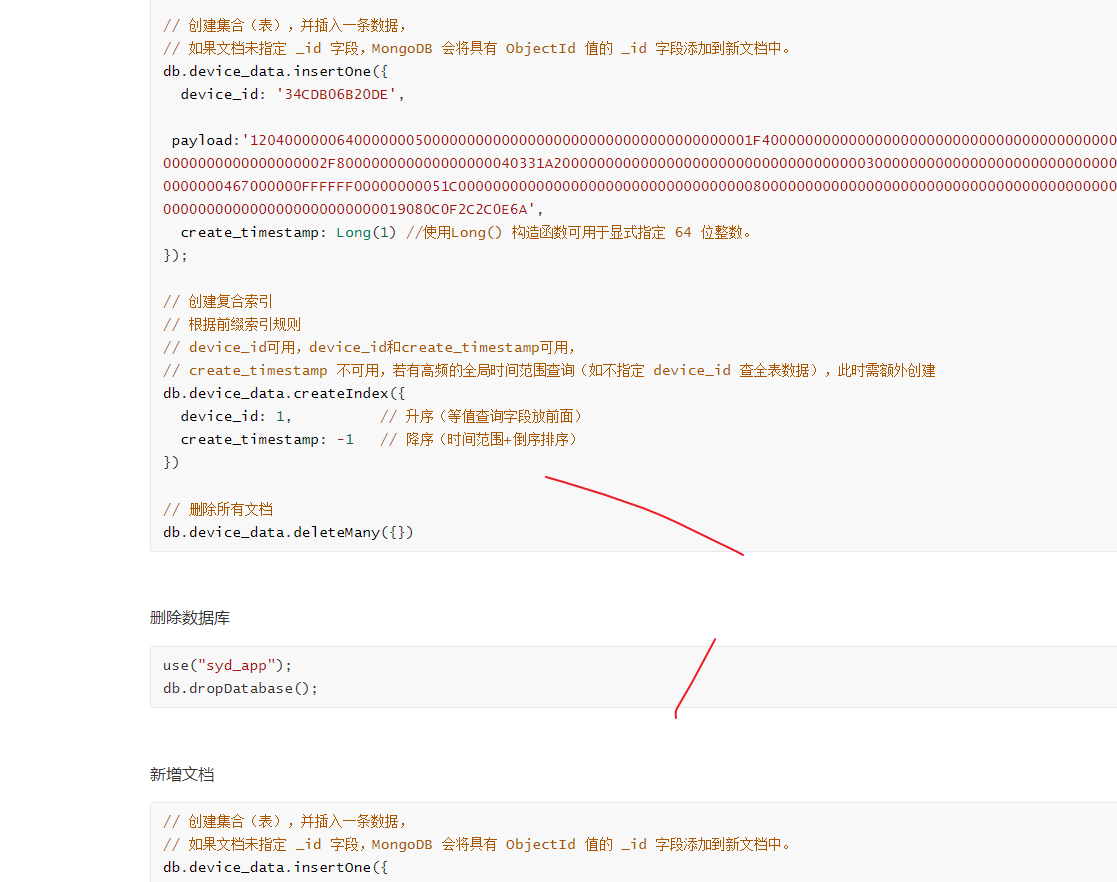 // 创建集合（表），并插入一条数据，
// 如果文档未指定 _id 字段，MongoDB 会将具有 ObjectId 值的 _id 字段添加到新文档中。
db.device_data.insertOne({
device_id: '34CDB06B20DE',
create_timestamp: Long(1) //使用Long() 构造函数可用于显式指定 64 位整数。
});
// 创建复合索引
// 根据前缀索引规则
// device_id可用，device_id和create_timestamp可用，
// create_timestamp 不可用，若有高频的全局时间范围查询（如不指定 device_id 查全表数据），此时需额外创建
db.device_data.createIndex({
device_id: 1, // 升序（等值查询字段放前面）
create_timestamp: -1 // 降序（时间范围+倒序排序）
})
// 删除所有文档
db.device_data.deleteMany({})
删除数据库
use("syd_app");
db.dropDatabase();
新增文档
// 创建集合（表），并插入一条数据，
// 如果文档未指定 _id 字段，MongoDB 会将具有 ObjectId 值的 _id 字段添加到新文档中。
db.device_data.insertOne({